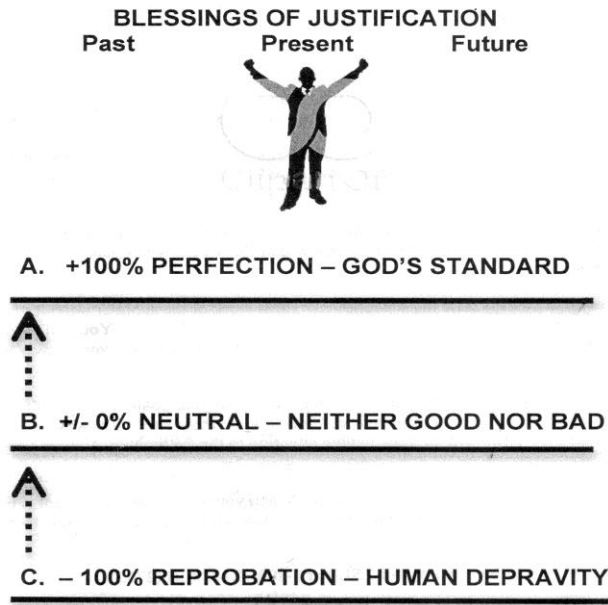 BLESSINGS OF JUSTIFICATION
Past Present Future
A. +100% PERFECTION – GOD'S STANDARD
B. +/- 0% NEUTRAL – NEITHER GOOD NOR BAD
C. – 100% REPROBATION – HUMAN DEPRAVITY